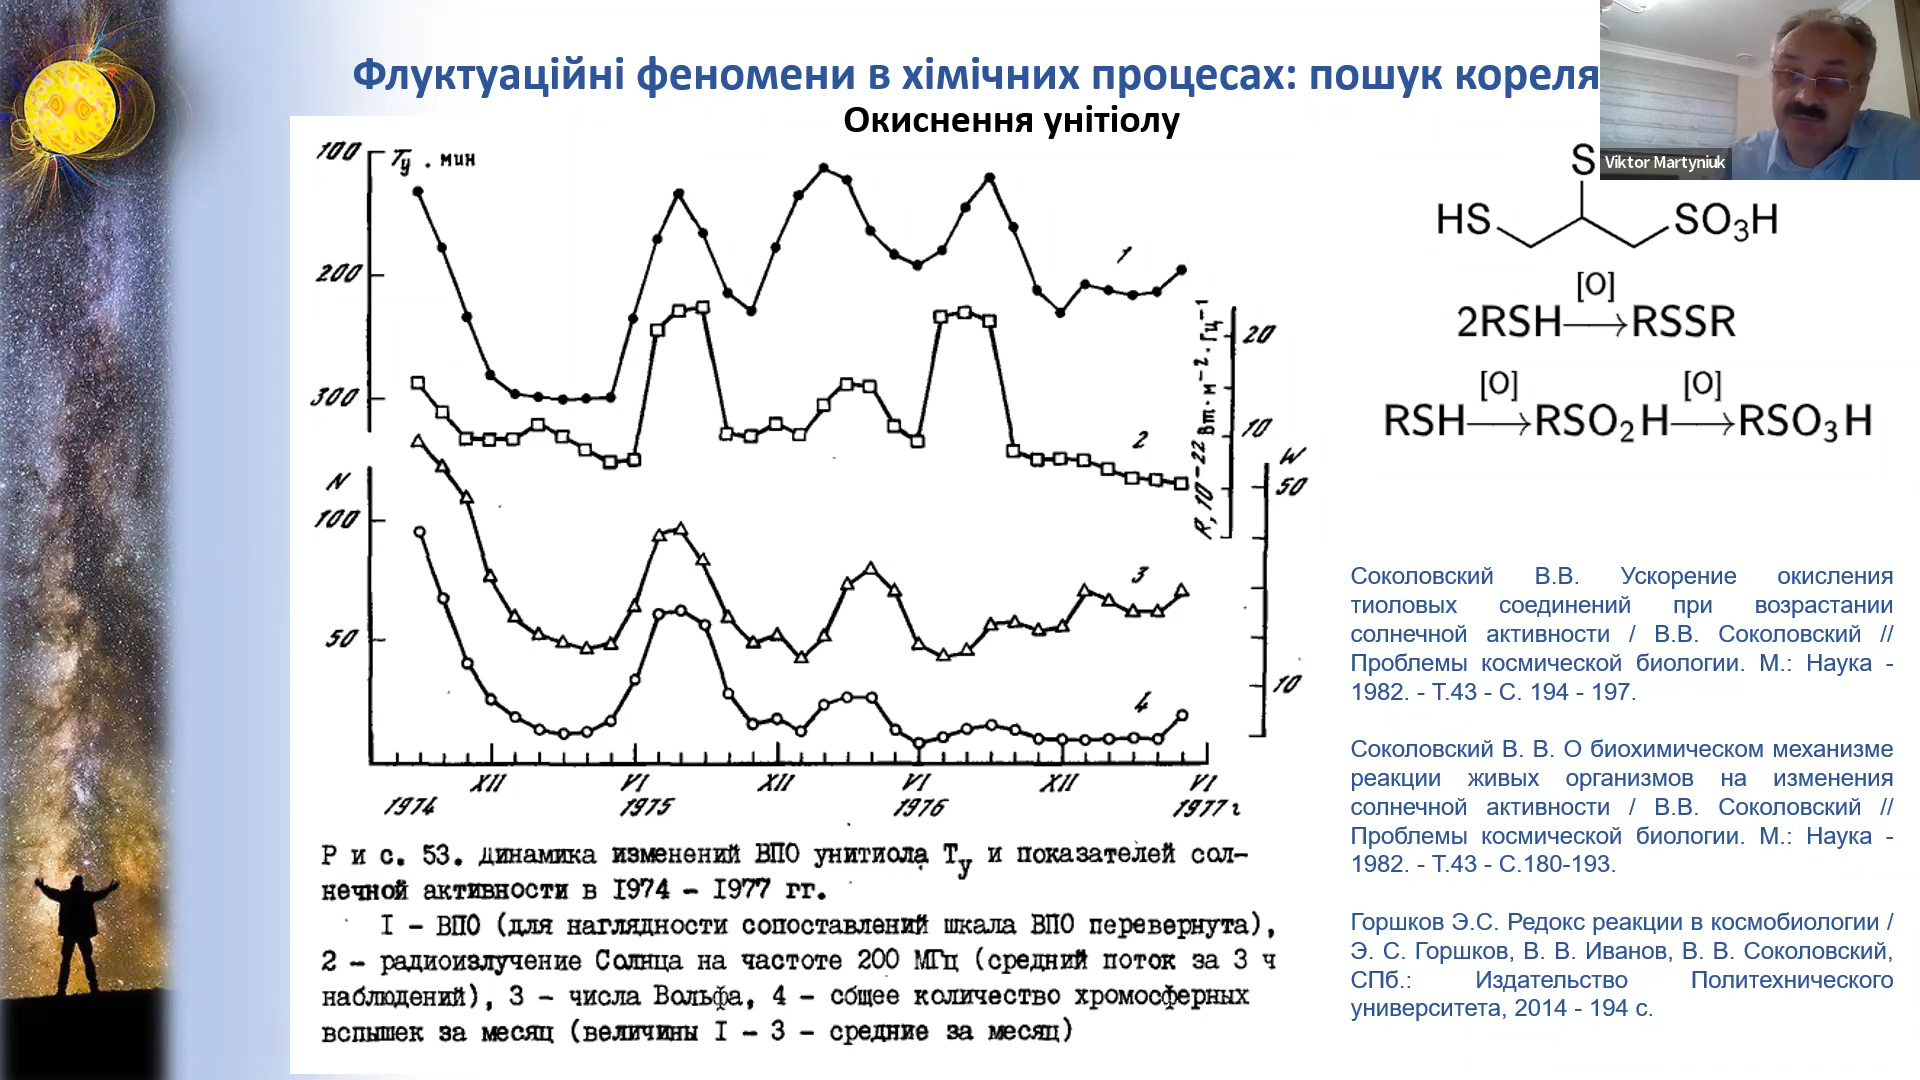 Флуктуаційні феномени в хімічних процесах: пошук кореля
Окиснення унітіолу
Viktor Martyniuk
100
Tу . мин
200
300
1
2
R, 10⁻²² Вт·м⁻²·Гц⁻¹
20
10
N
100
50
3
4
W
50
10
XII
VI
XII
VI
XII
VI
1974
1975
1976
1977 г
Р и с. 53. Динамика изменений ВПО унитиола Tу и показателей сол-
нечной активности в I974 - I977 гг.
I - ВПО (для наглядности сопоставлений шкала ВПО перевернута),
2 - радиоизлучение Солнца на частоте 200 МГц (средний поток за 3 ч
наблюдений), 3 - числа Вольфа, 4 - общее количество хромосферных
вспышек за месяц (величины I - 3 - средние за месяц)
S
HS
SO₃H
[O]
2RSH→RSSR
[O] [O]
RSH→RSO₂H→RSO₃H
Соколовский В.В. Ускорение окисления
тиоловых соединений при возрастании
солнечной активности / В.В. Соколовский //
Проблемы космической биологии. М.: Наука -
1982. - Т.43 - С. 194 - 197.
Соколовский В. В. О биохимическом механизме
реакции живых организмов на изменения
солнечной активности / В.В. Соколовский //
Проблемы космической биологии. М.: Наука -
1982. - Т.43 - С.180-193.
Горшков Э.С. Редокс реакции в космобиологии /
Э. С. Горшков, В. В. Иванов, В. В. Соколовский,
СПб.: Издательство Политехнического
университета, 2014 - 194 с.